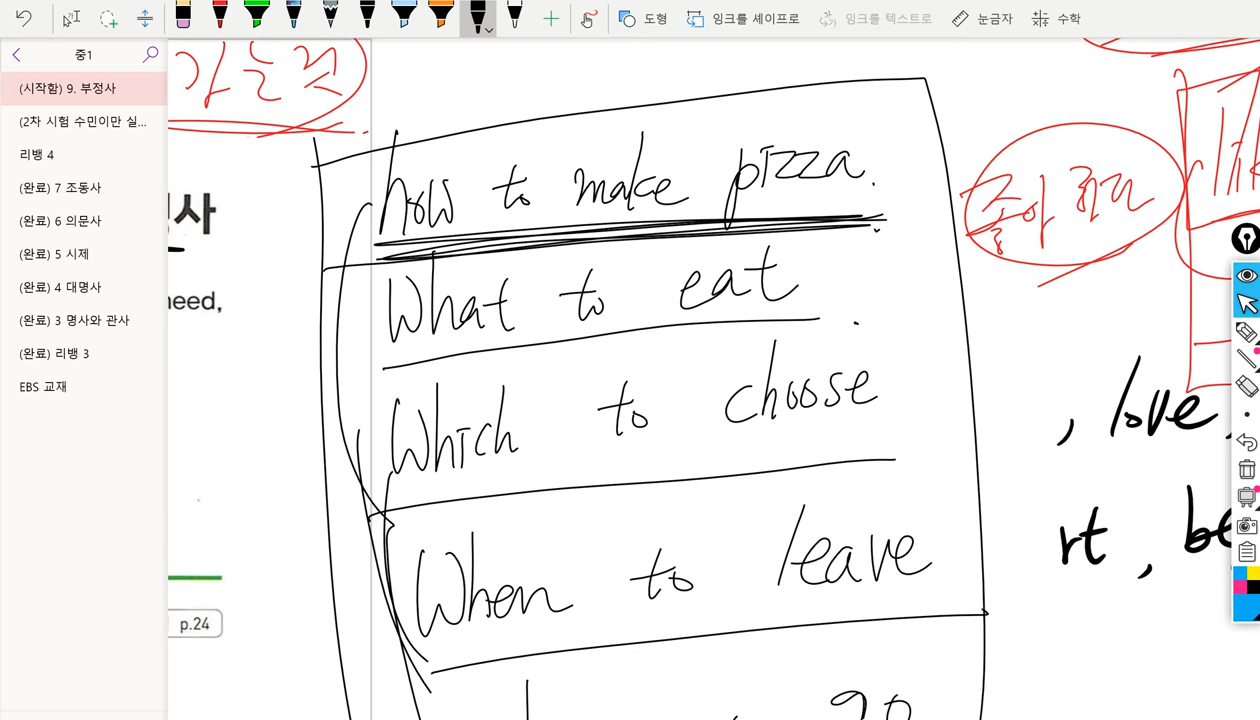 도형
잉크를 셰이프로
잉크를 텍스트로
눈금자
수학
중1
(시작함) 9. 부정사
(2차 시험 수민이만 실...
리뱅 4
(완료) 7 조동사
(완료) 6 의문사
(완료) 5 시제
(완료) 4 대명사
(완료) 3 명사와 관사
(완료) 리뱅 3
EBS 교재
가는 것
사
need,
p.24
how to make pizza.
What to eat
Which to choose
When to leave
좋아 한다
, love,
rt, be